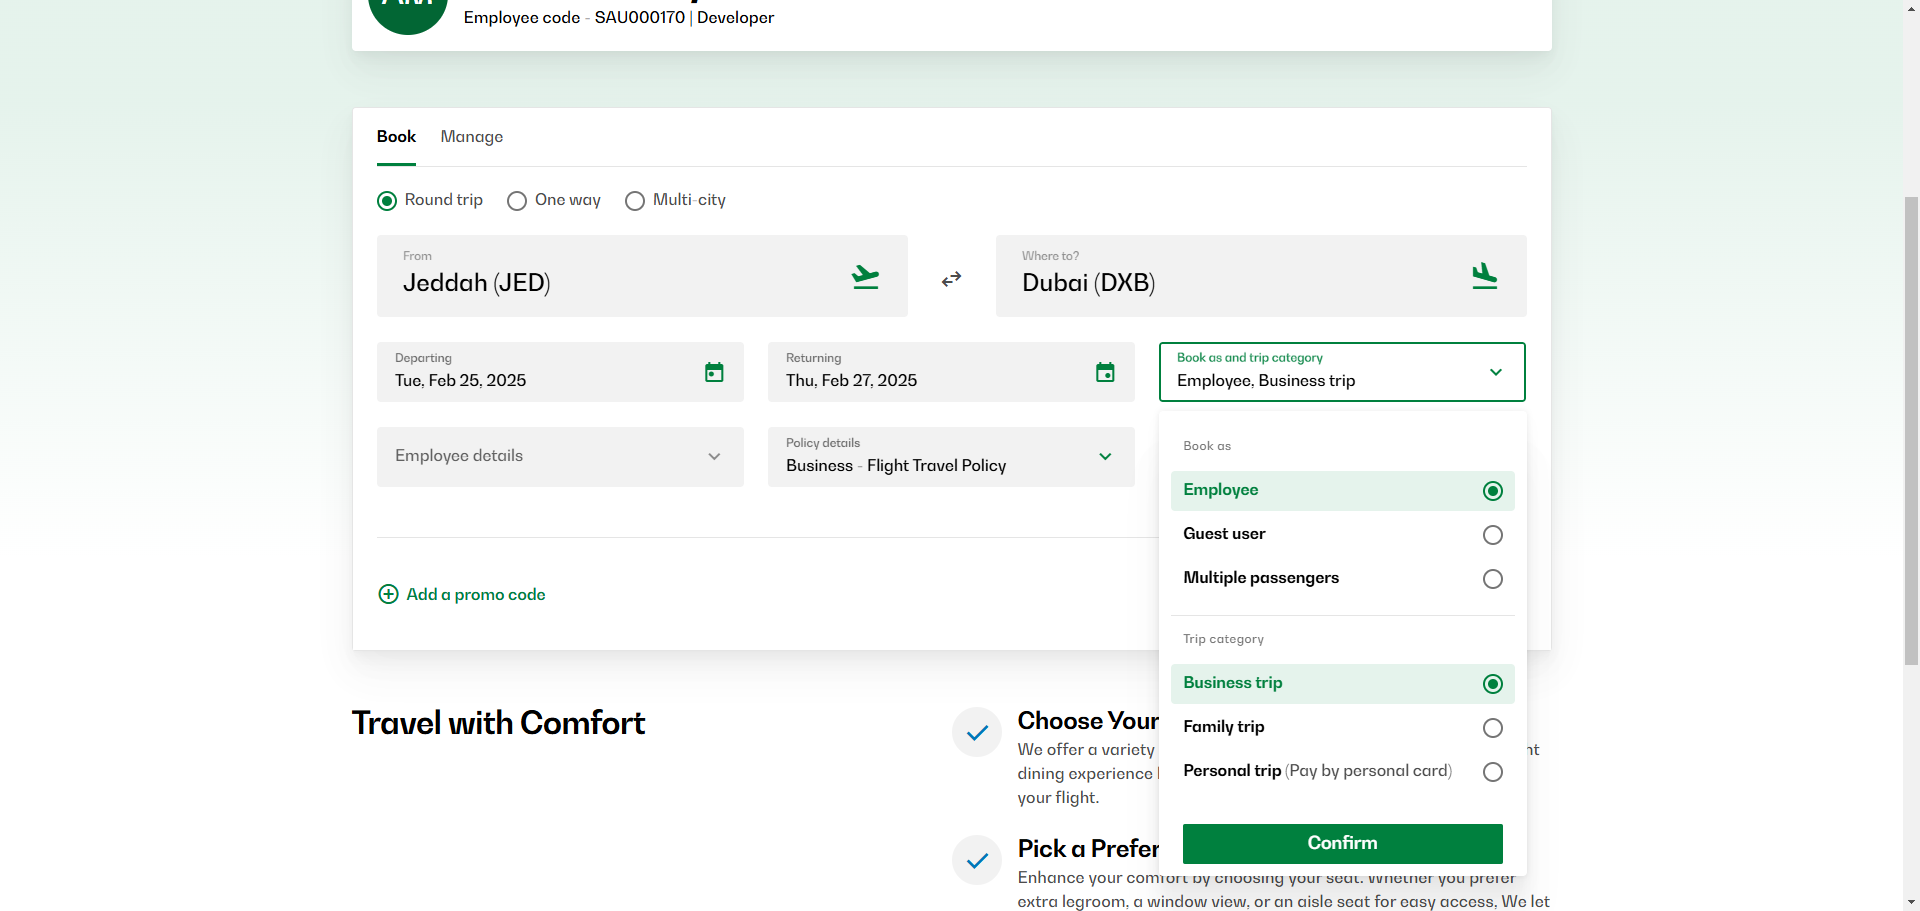 Employee code - SAU000170 | Developer
Book
Manage
Round trip
One way
Multi-city
From
Jeddah (JED)
Where to?
Dubai (DXB)
Departing
Tue, Feb 25, 2025
Returning
Thu, Feb 27, 2025
Book as and trip category
Employee, Business trip
Employee details
Policy details
Business - Flight Travel Policy
Book as
Employee
Guest user
Multiple passengers
Trip category
Business trip
Family trip
Personal trip (Pay by personal card)
Confirm
Add a promo code
Travel with Comfort
Choose Your
We offer a variety
dining experience
your flight.
Pick a Prefer
Enhance your comfort by choosing your seat. Whether you prefer
extra legroom, a window view, or an aisle seat for easy access, We let